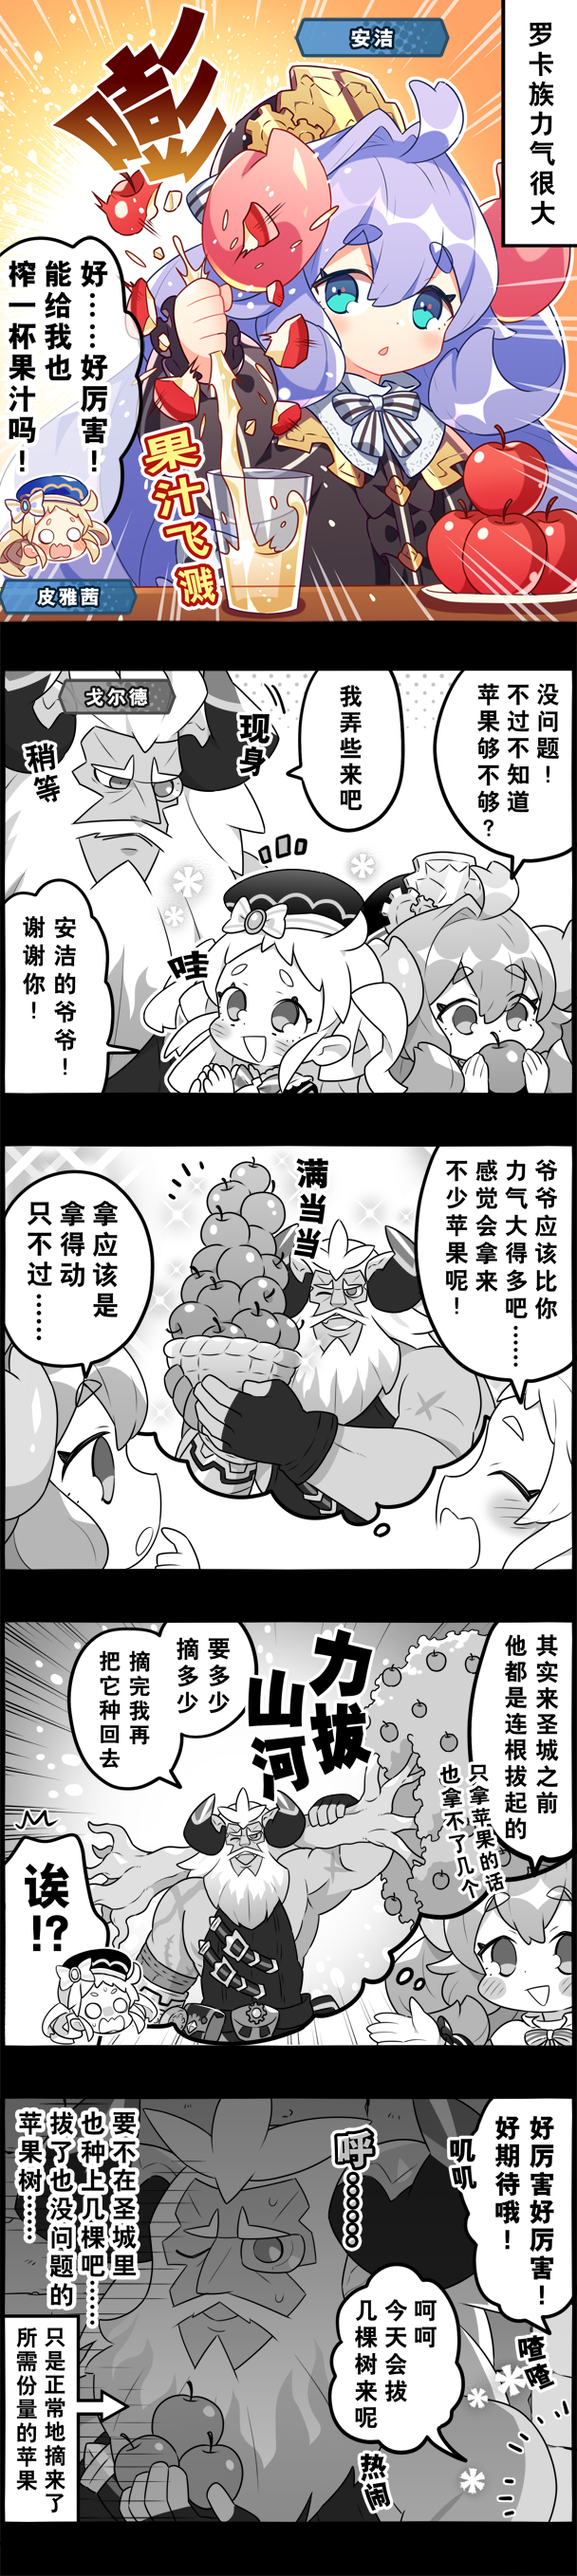 罗卡族力气很大
安洁
嘭
好……好厉害！
能给我也
榨一杯果汁吗！
果汁飞溅
皮雅茜
没问题！
不过不知道
苹果够不够？
我弄些来吧
现身
戈尔德
稍等
哇
安洁的爷爷！
谢谢你！
爷爷应该比你
力气大得多吧……
感觉会拿来
不少苹果呢！
满当当
拿应该是
拿得动
只不过……
其实来圣城之前
他都是连根拔起的
只拿苹果的话
也拿不了几个
力拔
山河
要多少
摘多少
摘完我再
把它种回去
诶!?
好厉害好厉害！
好期待哦！
叽叽
喳喳
呼………
呵呵
今天会拔
几棵树来呢
热闹
要不在圣城里
也种上几棵吧……
拔了也没问题的
苹果树……
只是正常地摘来了
所需份量的苹果